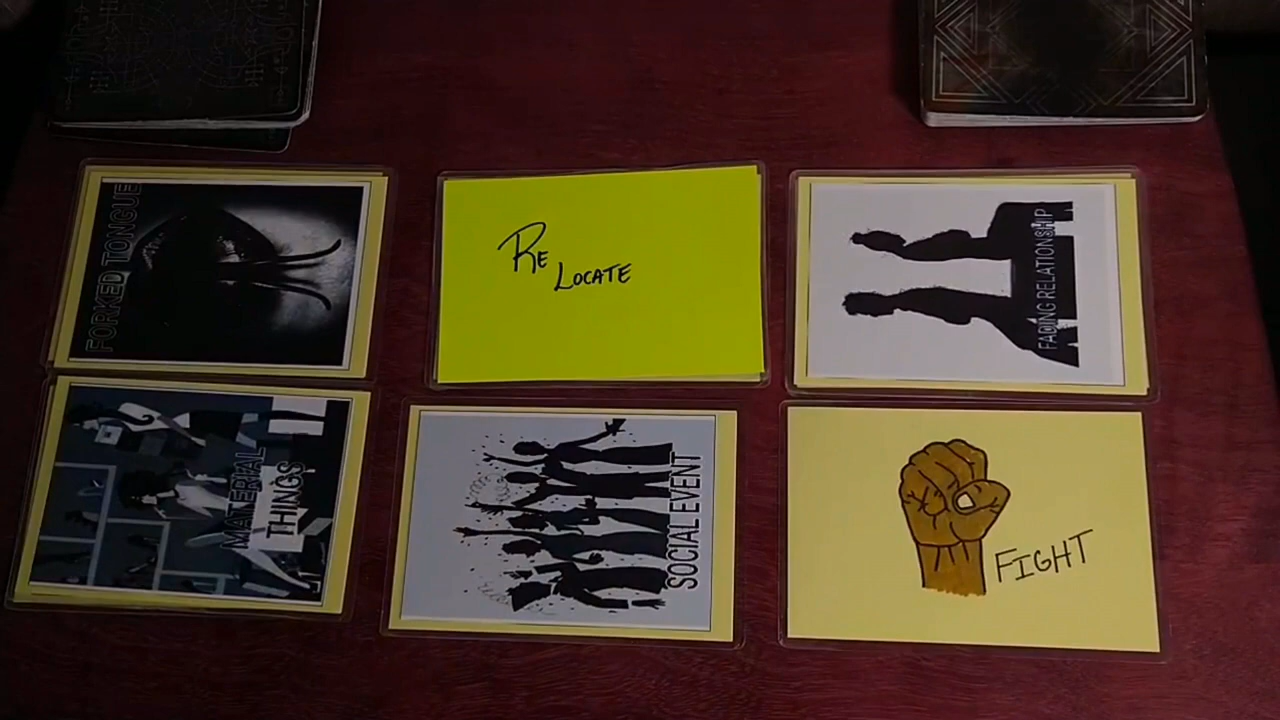 FORKED TONGUE
RE
LOCATE
FADING RELATIONSHIP
MATERIAL
THINGS
SOCIAL EVENT
FIGHT